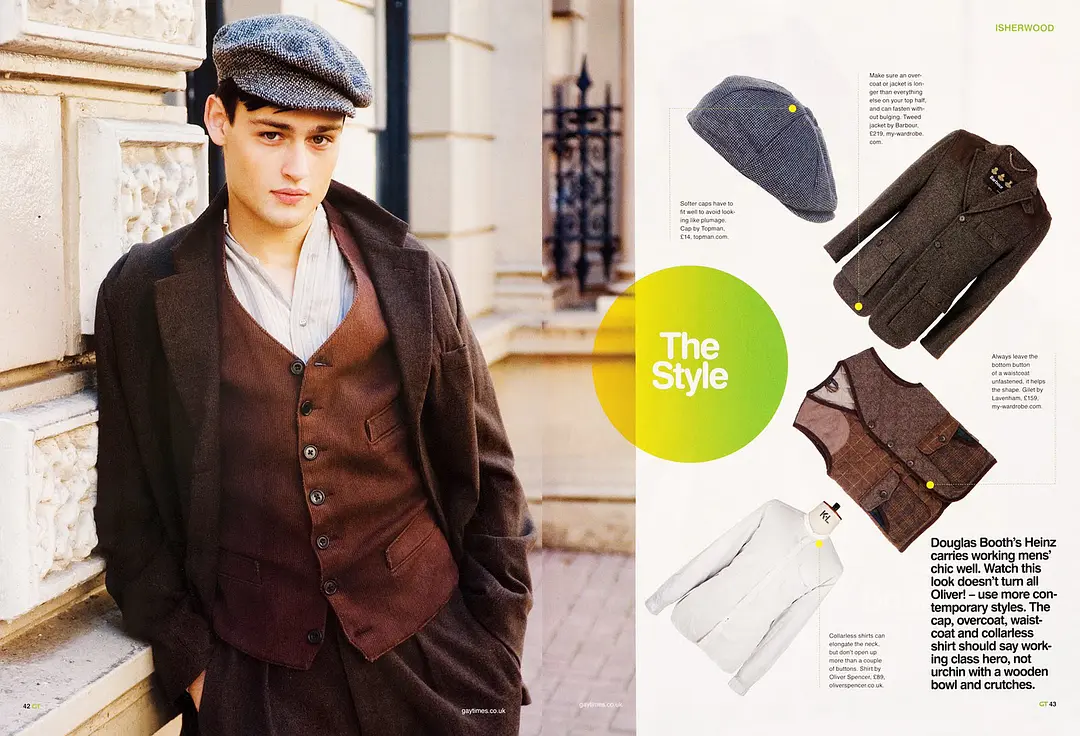 iSHERWOOD
Make sure an over-
coat or jacket is lon-
ger than everything
else on your top half,
and can fasten with-
out bulging. Tweed
jacket by Barbour,
£219, my-wardrobe.
com.
Barbour
Softer caps have to
fit well to avoid look-
ing like plumage.
Cap by Topman,
£14, topman.com.
The
Style
Always leave the
bottom button
of a waistcoat
unfastened, it helps
the shape. Gilet by
Lavenham, £159,
my-wardrobe.com.
K·L
Douglas Booth's Heinz
carries working mens'
chic well. Watch this
look doesn't turn all
Oliver! – use more con-
temporary styles. The
cap, overcoat, waist-
coat and collarless
shirt should say work-
ing class hero, not
urchin with a wooden
bowl and crutches.
Collarless shirts can
elongate the neck,
but don't open up
more than a couple
of buttons. Shirt by
Oliver Spencer, £89,
oliverspencer.co.uk.
42 GT
gaytimes.co.uk
gaytimes.co.uk
GT 43